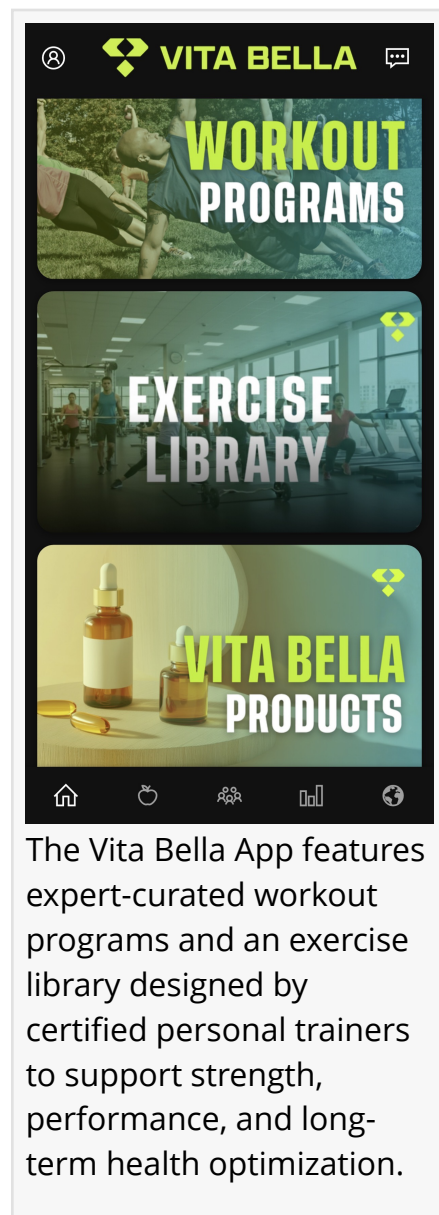 VITA BELLA
WORKOUT
PROGRAMS
EXERCISE
LIBRARY
VITA BELLA
PRODUCTS
The Vita Bella App features
expert-curated workout
programs and an exercise
library designed by
certified personal trainers
to support strength,
performance, and long-
term health optimization.